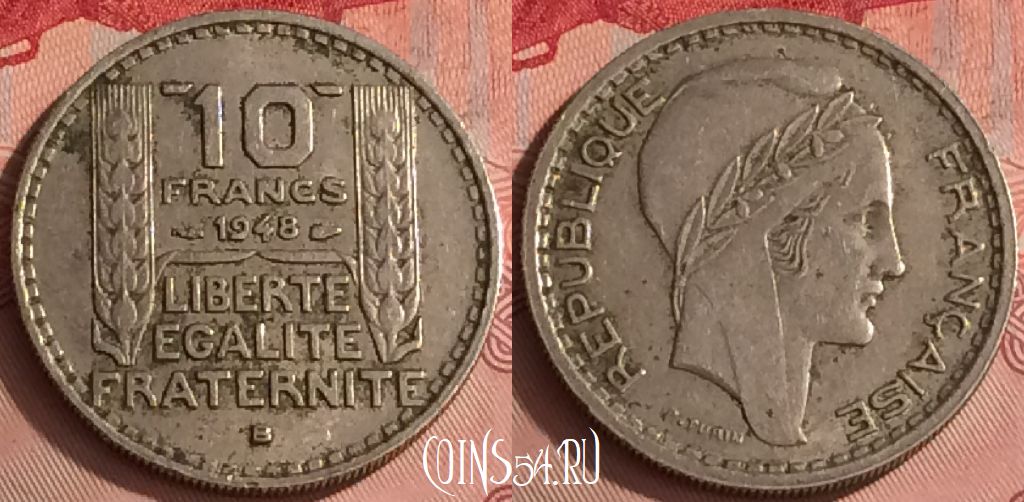 10
FRANCS
1948
LIBERTE
EGALITE
FRATERNITE
B
REPUBLIQUE
FRANÇAISE
COINS54.RU